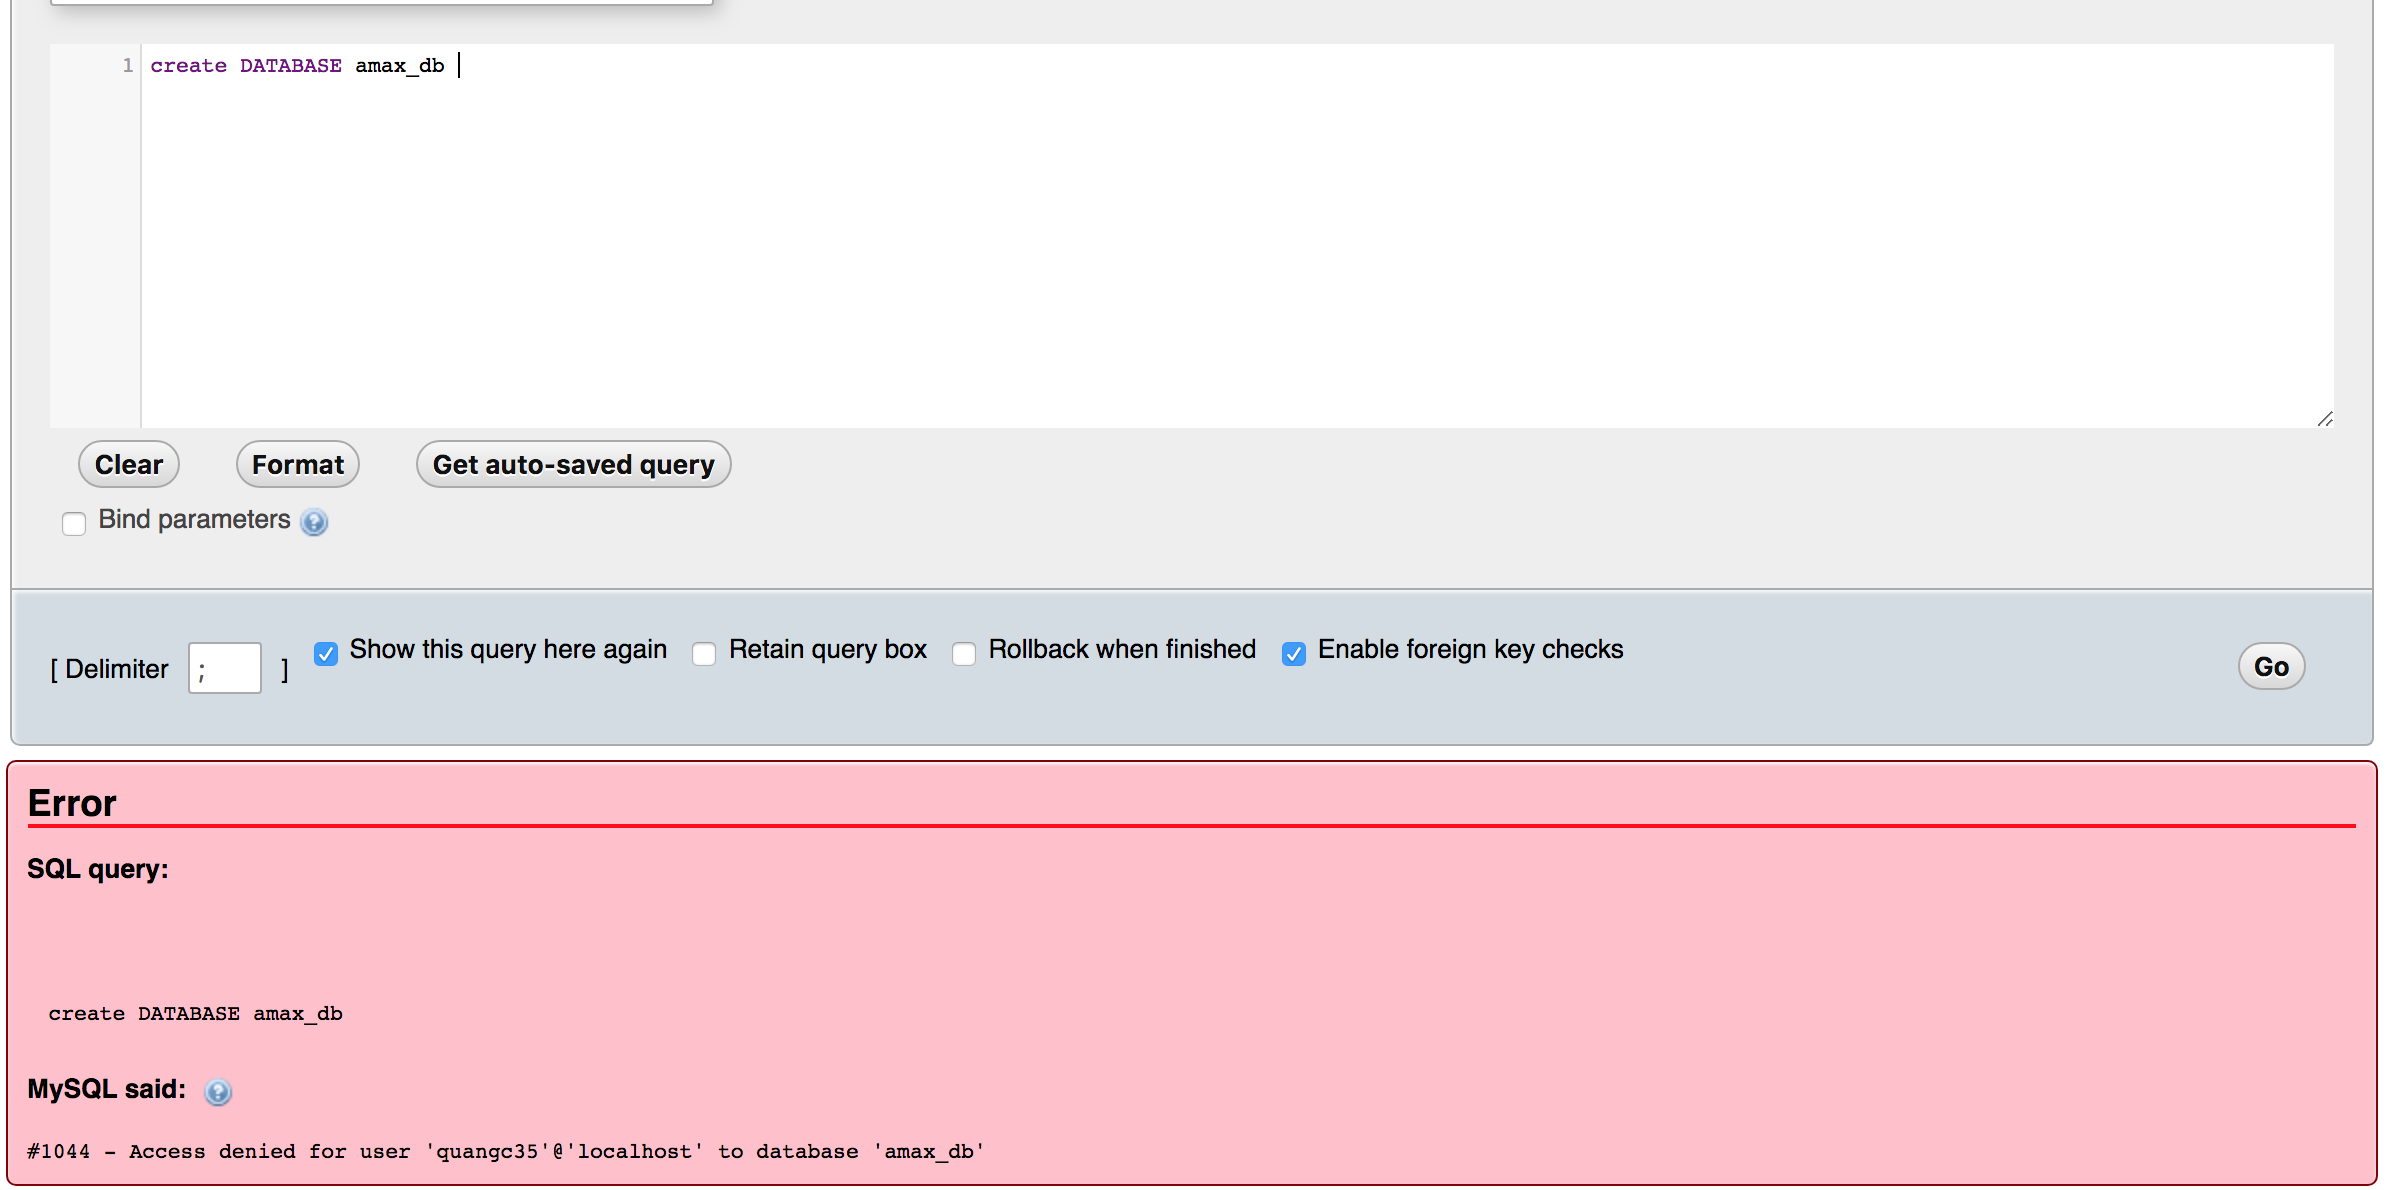 1 create DATABASE amax_db
Clear Format Get auto-saved query
Bind parameters
[ Delimiter ; ] Show this query here again Retain query box Rollback when finished Enable foreign key checks Go
Error
SQL query:
create DATABASE amax_db
MySQL said:
#1044 - Access denied for user 'quangc35'@'localhost' to database 'amax_db'